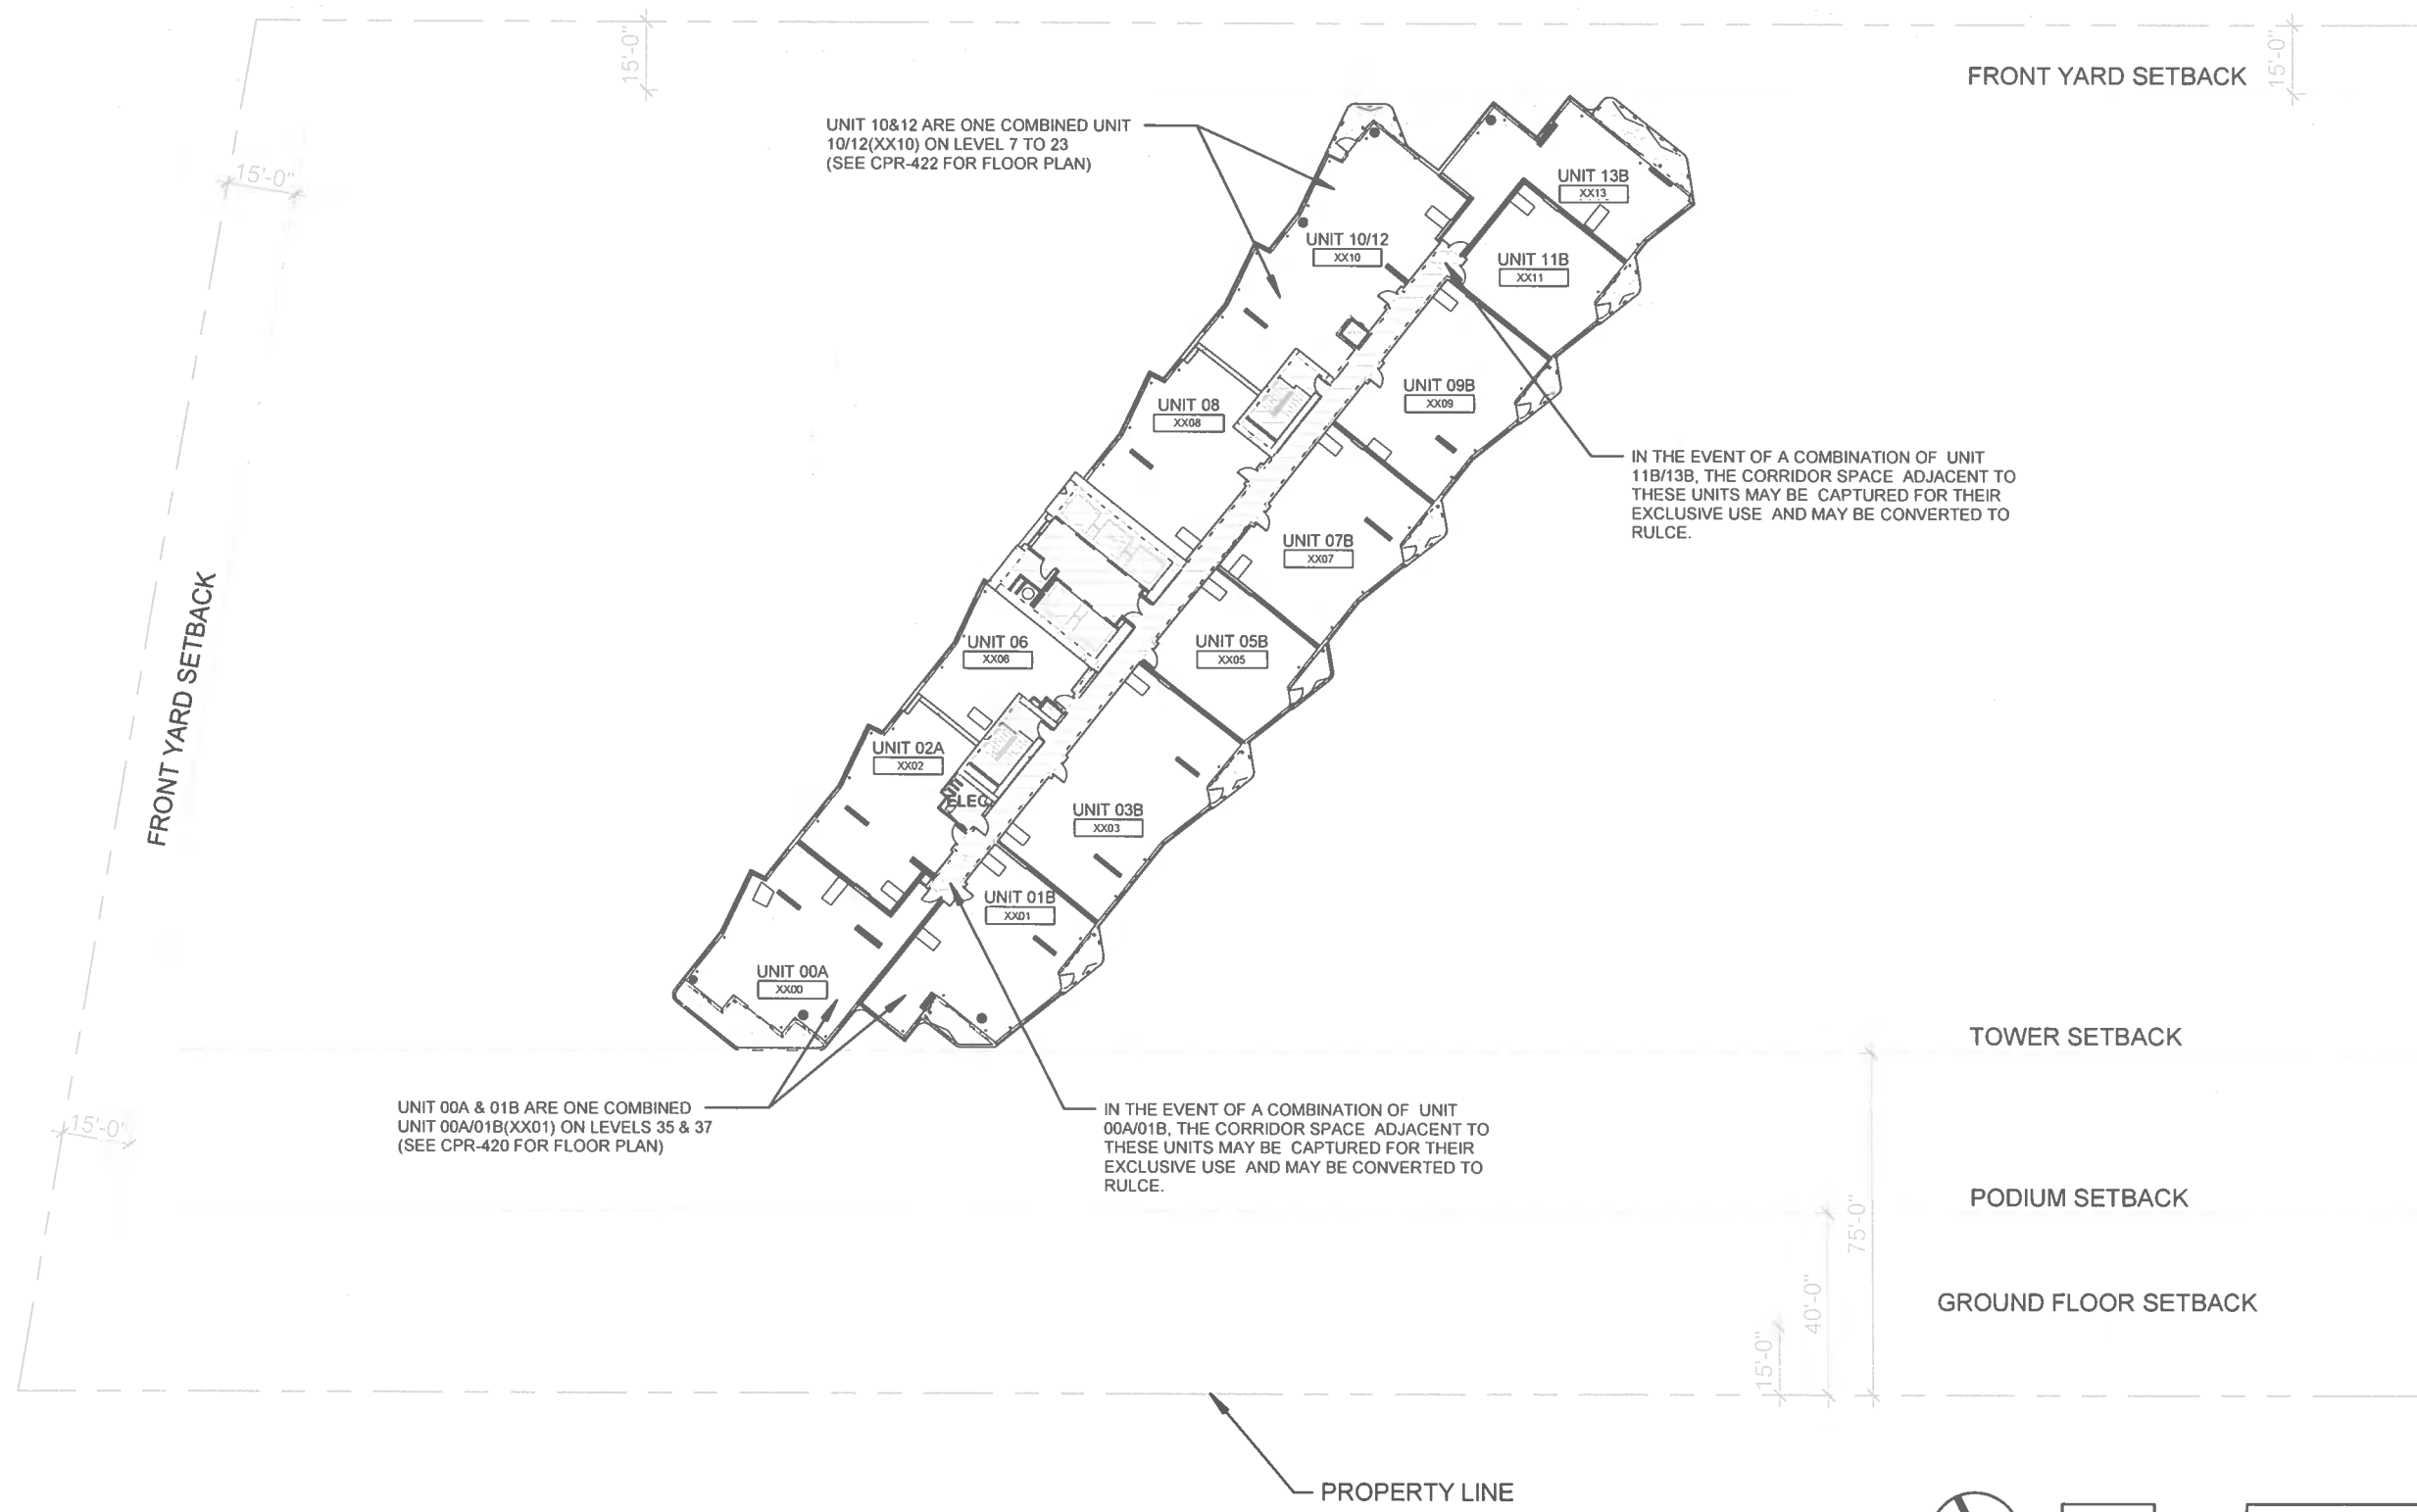 15'-0"
15'-0"
FRONT YARD SETBACK
UNIT 10&12 ARE ONE COMBINED UNIT
10/12(XX10) ON LEVEL 7 TO 23
(SEE CPR-422 FOR FLOOR PLAN)
15'-0"
UNIT 13B
XX13
UNIT 10/12
XX10
UNIT 11B
XX11
UNIT 09B
XX09
UNIT 08
XX08
IN THE EVENT OF A COMBINATION OF UNIT
11B/13B, THE CORRIDOR SPACE ADJACENT TO
THESE UNITS MAY BE CAPTURED FOR THEIR
EXCLUSIVE USE AND MAY BE CONVERTED TO
RULCE.
UNIT 07B
XX07
FRONT YARD SETBACK
UNIT 06
XX06
UNIT 05B
XX05
UNIT 02A
XX02
ELEC
UNIT 03B
XX03
UNIT 01B
XX01
UNIT 00A
XX00
TOWER SETBACK
UNIT 00A & 01B ARE ONE COMBINED
UNIT 00A/01B(XX01) ON LEVELS 35 & 37
(SEE CPR-420 FOR FLOOR PLAN)
IN THE EVENT OF A COMBINATION OF UNIT
00A/01B, THE CORRIDOR SPACE ADJACENT TO
THESE UNITS MAY BE CAPTURED FOR THEIR
EXCLUSIVE USE AND MAY BE CONVERTED TO
RULCE.
15'-0"
PODIUM SETBACK
75'-0"
40'-0"
15'-0"
GROUND FLOOR SETBACK
PROPERTY LINE